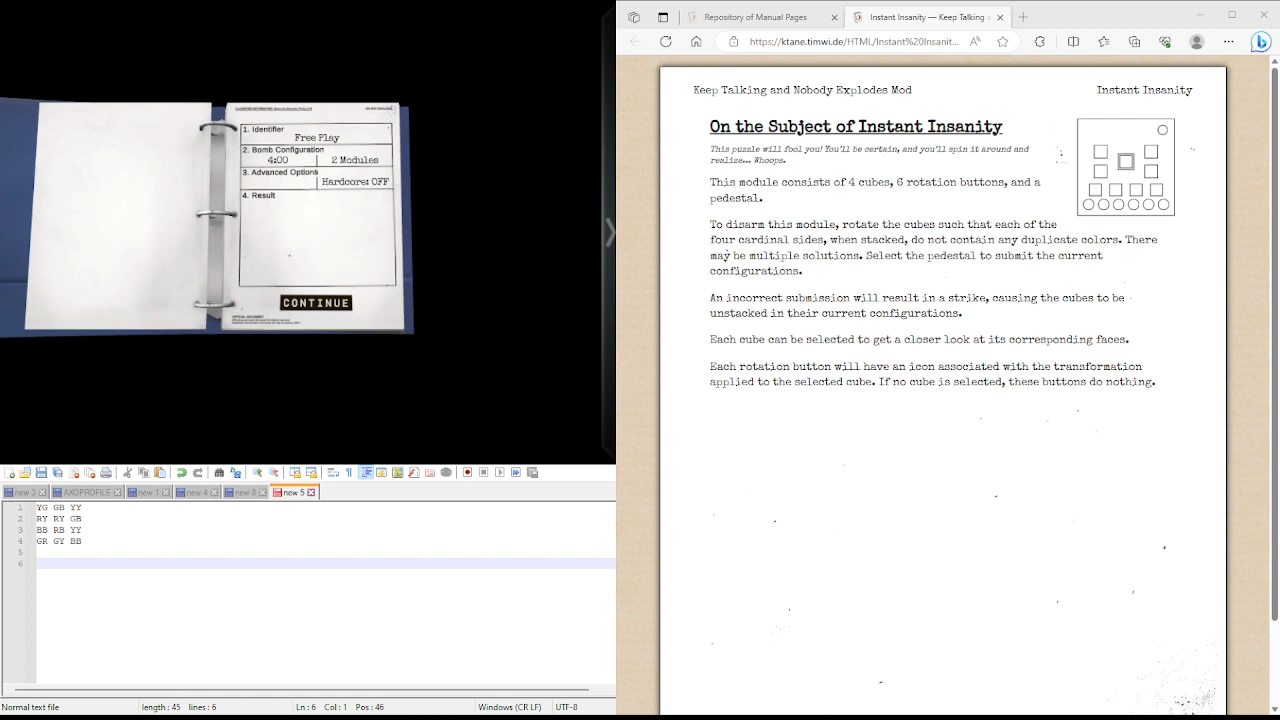 1. Identifier
Free Play
2. Bomb Configuration
4:00 2 Modules
3. Advanced Options
Hardcore: OFF
4. Result
CONTINUE
new 3 AXOPROFILE new 1 new 4 new 8 new 5
1 YG GB YY
2 RY RY GB
3 BB RB YY
4 GR GY BB
5
6
Normal text file length : 45 lines : 6 Ln : 6 Col : 1 Pos : 46 Windows (CR LF) UTF-8
Repository of Manual Pages Instant Insanity — Keep Talking a
https://ktane.timwi.de/HTML/Instant%20Insanit...
Keep Talking and Nobody Explodes Mod Instant Insanity
On the Subject of Instant Insanity
This puzzle will fool you! You'll be certain, and you'll spin it around and
realize... Whoops.
This module consists of 4 cubes, 6 rotation buttons, and a
pedestal.
To disarm this module, rotate the cubes such that each of the
four cardinal sides, when stacked, do not contain any duplicate colors. There
may be multiple solutions. Select the pedestal to submit the current
configurations.
An incorrect submission will result in a strike, causing the cubes to be
unstacked in their current configurations.
Each cube can be selected to get a closer look at its corresponding faces.
Each rotation button will have an icon associated with the transformation
applied to the selected cube. If no cube is selected, these buttons do nothing.